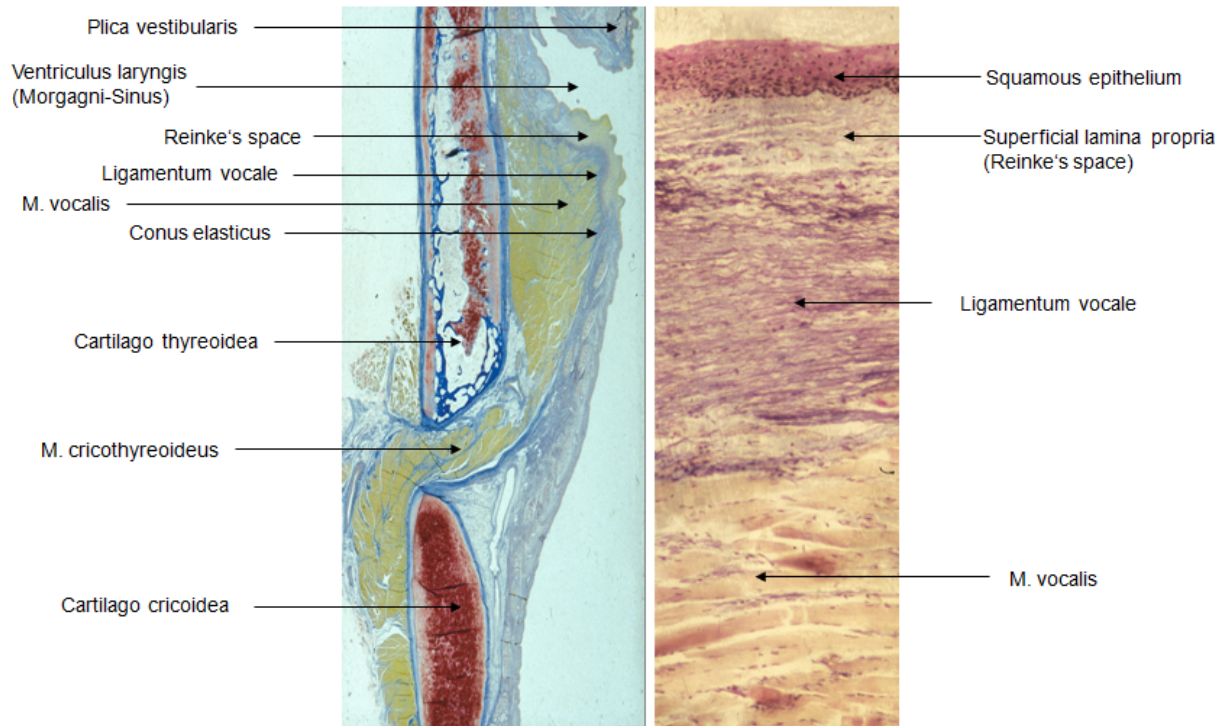 Plica vestibularis
Ventriculus laryngis
(Morgagni-Sinus)
Reinke‘s space
Ligamentum vocale
M. vocalis
Conus elasticus
Cartilago thyreoidea
M. cricothyreoideus
Cartilago cricoidea
Squamous epithelium
Superficial lamina propria
(Reinke‘s space)
Ligamentum vocale
M. vocalis